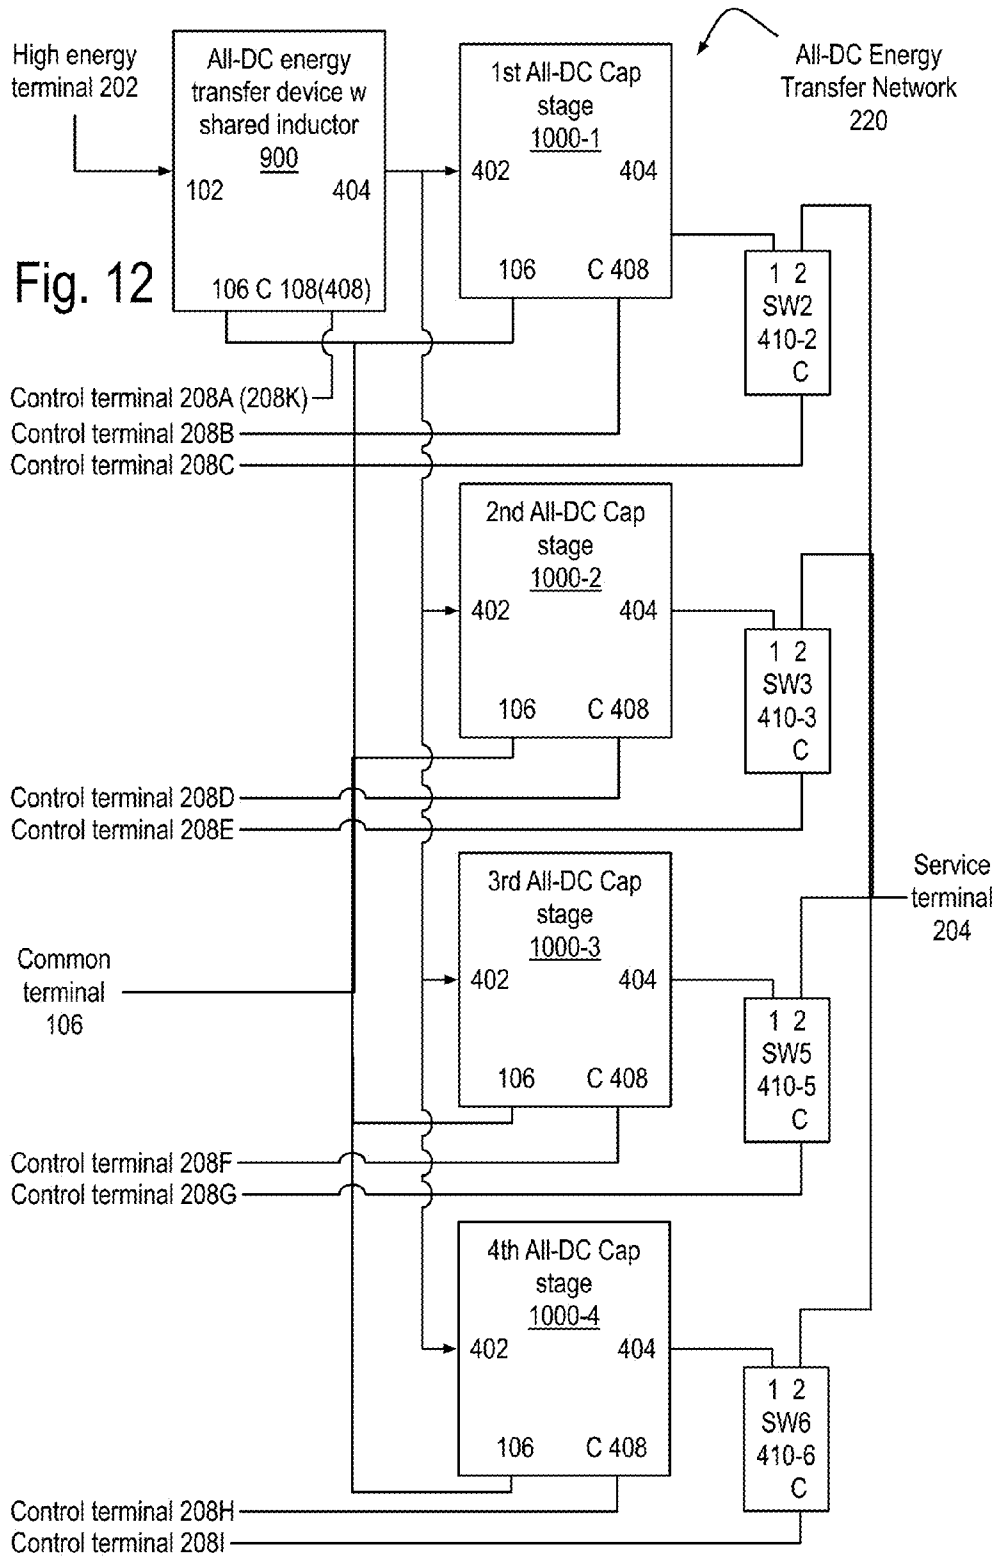 High energy
terminal 202
All-DC energy
transfer device w
shared inductor
900
102
404
106 C 108(408)
1st All-DC Cap
stage
1000-1
402
404
106
C 408
All-DC Energy
Transfer Network
220
Fig. 12
1 2
SW2
410-2
C
Control terminal 208A (208K)
Control terminal 208B
Control terminal 208C
2nd All-DC Cap
stage
1000-2
402
404
106
C 408
1 2
SW3
410-3
C
Control terminal 208D
Control terminal 208E
3rd All-DC Cap
stage
1000-3
402
404
106
C 408
Service
terminal
204
Common
terminal
106
1 2
SW5
410-5
C
Control terminal 208F
Control terminal 208G
4th All-DC Cap
stage
1000-4
402
404
106
C 408
1 2
SW6
410-6
C
Control terminal 208H
Control terminal 208I